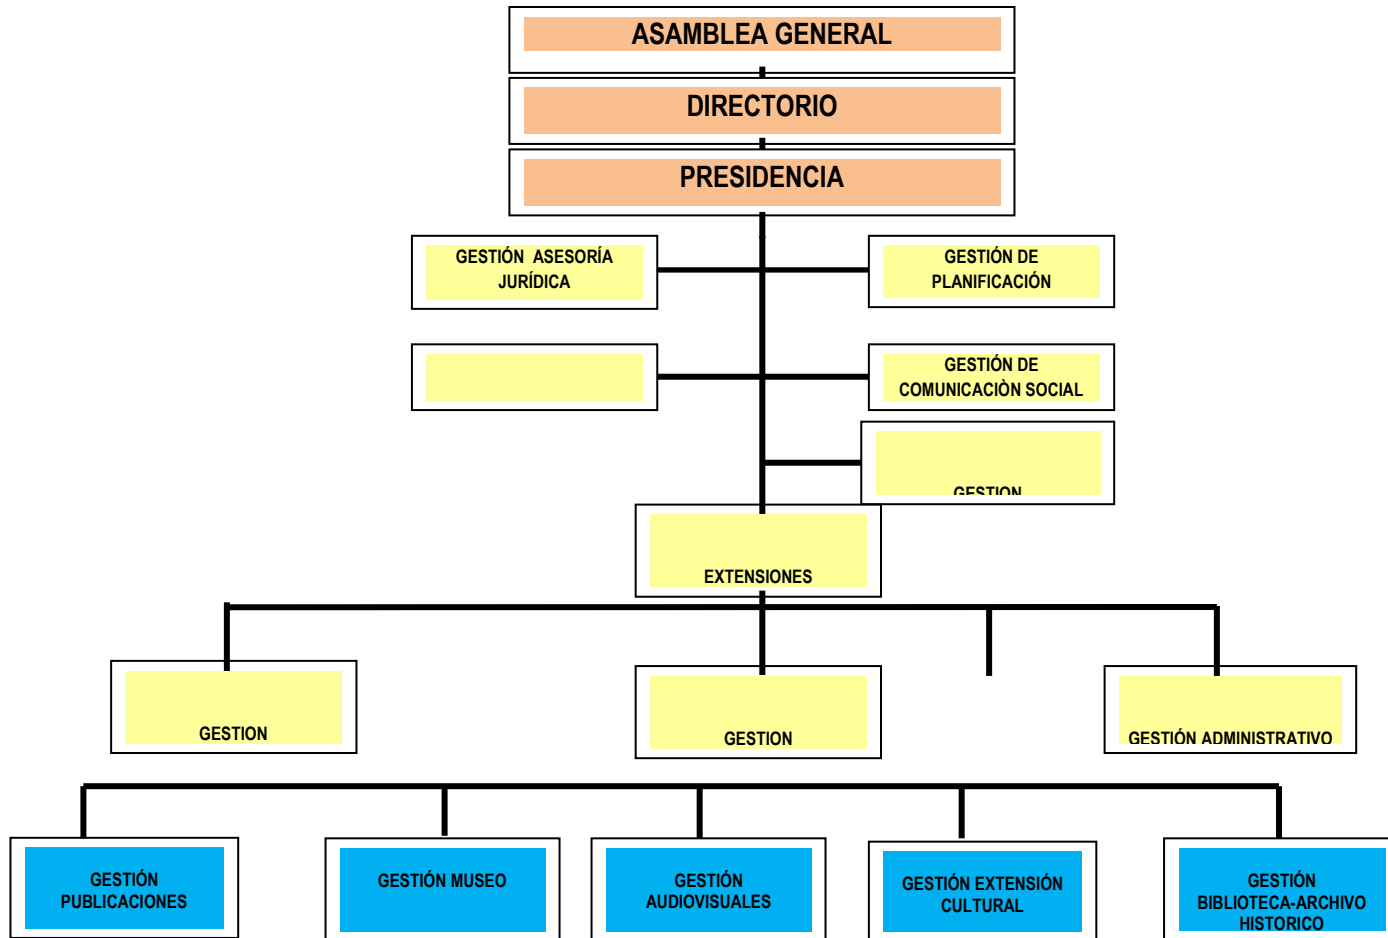 ASAMBLEA GENERAL
DIRECTORIO
PRESIDENCIA
GESTIÓN ASESORÍA
JURÍDICA
GESTIÓN DE
PLANIFICACIÓN
GESTIÓN DE
COMUNICACIÒN SOCIAL
GESTION
EXTENSIONES
GESTION
GESTION
GESTIÓN ADMINISTRATIVO
GESTIÓN
PUBLICACIONES
GESTIÓN MUSEO
GESTIÓN
AUDIOVISUALES
GESTIÓN EXTENSIÓN
CULTURAL
GESTIÓN
BIBLIOTECA-ARCHIVO
HISTORICO